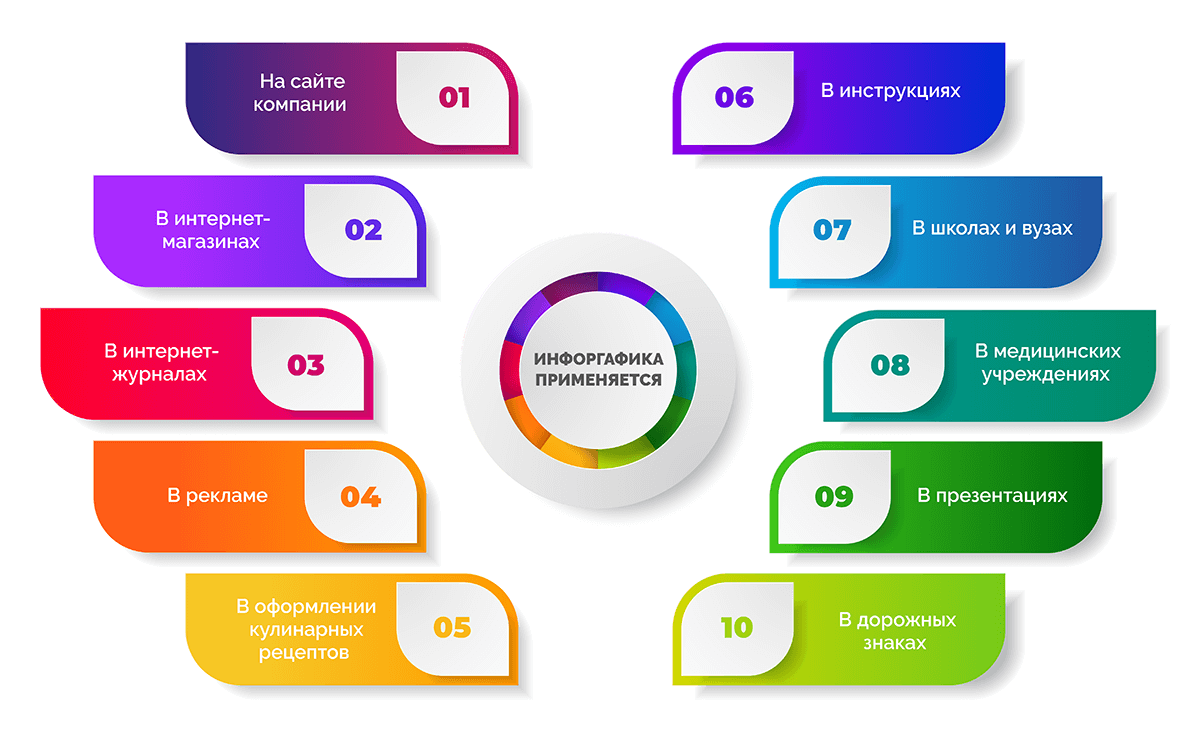 На сайте
компании
01
В интернет-
магазинах
02
В интернет-
журналах
03
В рекламе
04
В оформлении
кулинарных
рецептов
05
ИНФОРГАФИКА
ПРИМЕНЯЕТСЯ
06
В инструкциях
07
В школах и вузах
08
В медицинских
учреждениях
09
В презентациях
10
В дорожных
знаках